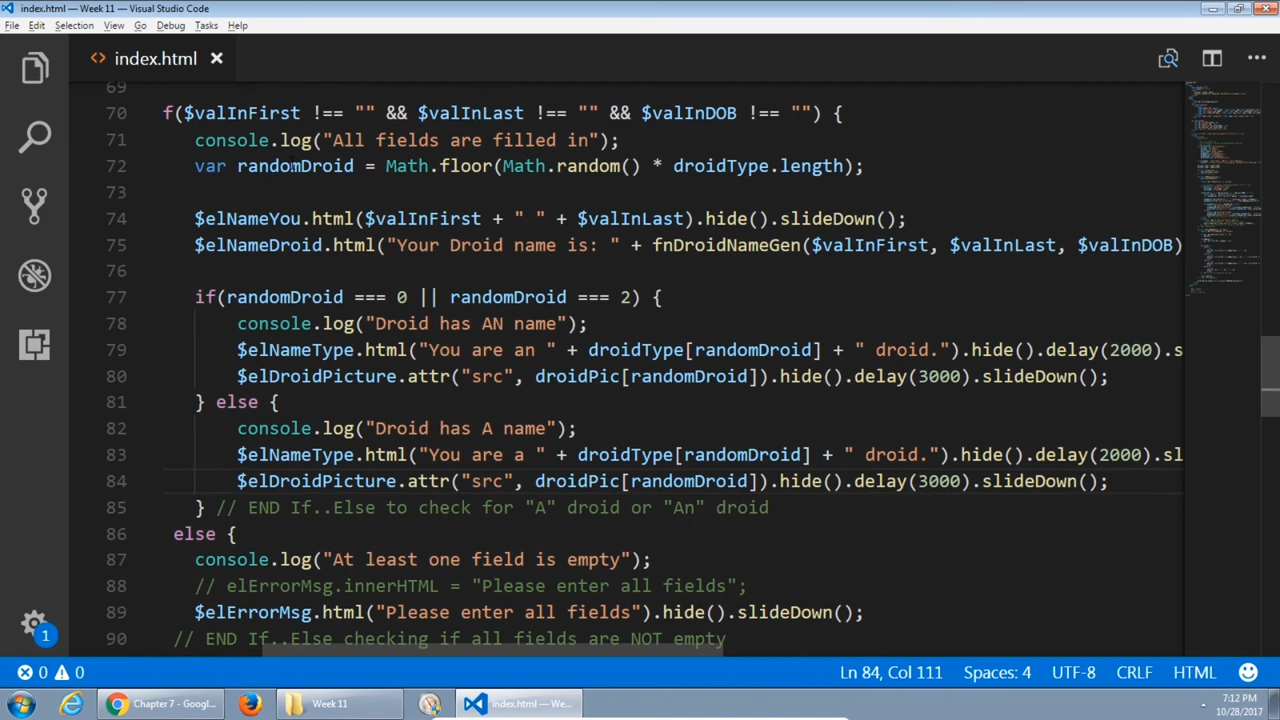 index.html — Week 11 — Visual Studio Code
File Edit Selection View Go Debug Tasks Help
index.html
69
70 f($valInFirst !== "" && $valInLast !== "" && $valInDOB !== "") {
71 console.log("All fields are filled in");
72 var randomDroid = Math.floor(Math.random() * droidType.length);
73
74 $elNameYou.html($valInFirst + " " + $valInLast).hide().slideDown();
75 $elNameDroid.html("Your Droid name is: " + fnDroidNameGen($valInFirst, $valInLast, $valInDOB)
76
77 if(randomDroid === 0 || randomDroid === 2) {
78 console.log("Droid has AN name");
79 $elNameType.html("You are an " + droidType[randomDroid] + " droid.").hide().delay(2000).s
80 $elDroidPicture.attr("src", droidPic[randomDroid]).hide().delay(3000).slideDown();
81 } else {
82 console.log("Droid has A name");
83 $elNameType.html("You are a " + droidType[randomDroid] + " droid.").hide().delay(2000).sl
84 $elDroidPicture.attr("src", droidPic[randomDroid]).hide().delay(3000).slideDown();
85 } // END If..Else to check for "A" droid or "An" droid
86 else {
87 console.log("At least one field is empty");
88 // elErrorMsg.innerHTML = "Please enter all fields";
89 $elErrorMsg.html("Please enter all fields").hide().slideDown();
90 // END If..Else checking if all fields are NOT empty
1
0 0 Ln 84, Col 111 Spaces: 4 UTF-8 CRLF HTML
Chapter 7 - Googl... Week 11 index.html — We... 7:12 PM
10/28/2017